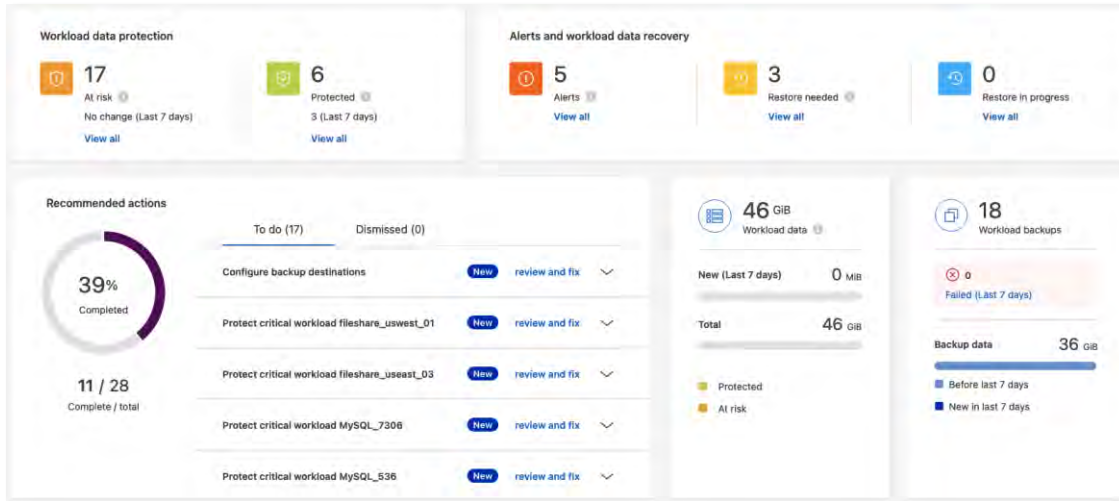 Workload data protection
17
At risk
No change (Last 7 days)
View all
6
Protected
3 (Last 7 days)
View all
Alerts and workload data recovery
5
Alerts
View all
3
Restore needed
View all
0
Restore in progress
View all
Recommended actions
39%
Completed
11 / 28
Complete / total
To do (17)
Dismissed (0)
Configure backup destinations New review and fix
Protect critical workload fileshare_uswest_01 New review and fix
Protect critical workload fileshare_useast_03 New review and fix
Protect critical workload MySQL_7306 New review and fix
Protect critical workload MySQL_536 New review and fix
46 GiB
Workload data
New (Last 7 days) 0 MiB
Total 46 GiB
Protected
At risk
18
Workload backups
0
Failed (Last 7 days)
Backup data 36 GiB
Before last 7 days
New in last 7 days